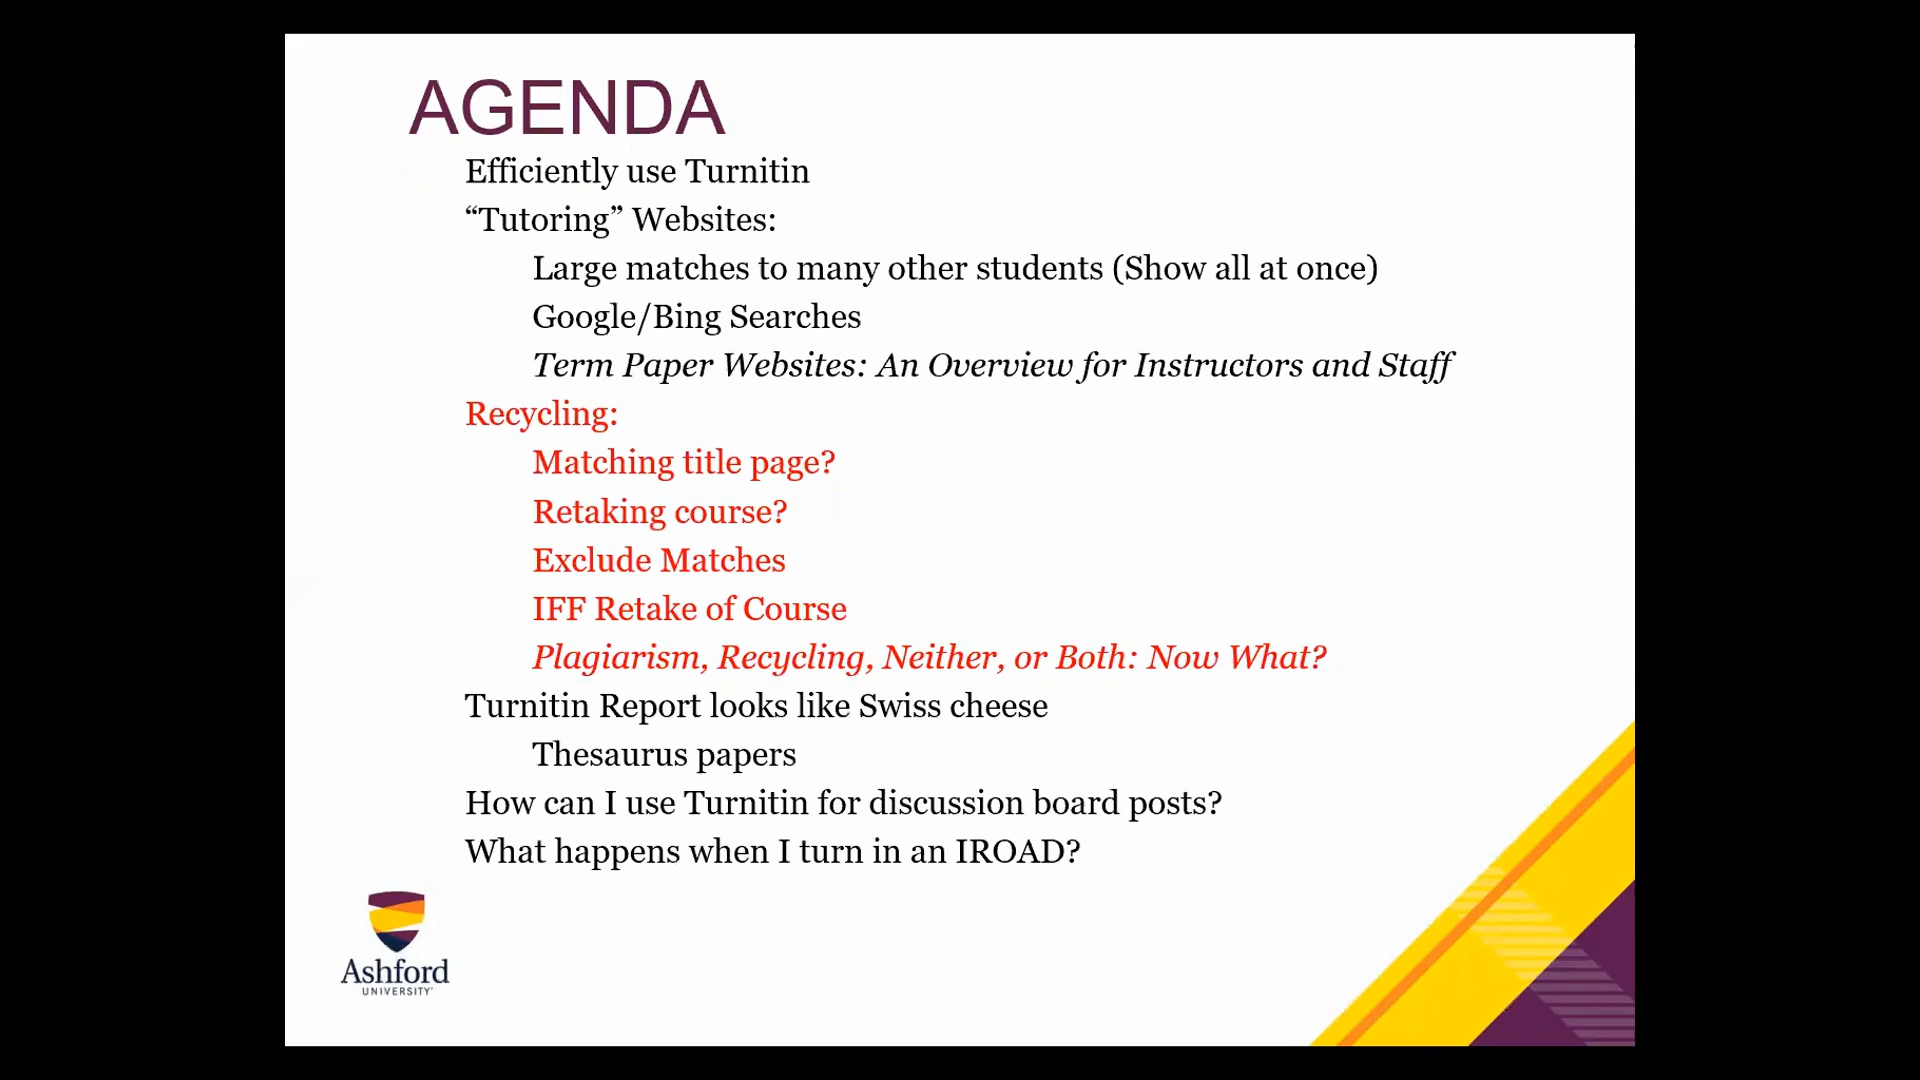 AGENDA
Efficiently use Turnitin
“Tutoring” Websites:
Large matches to many other students (Show all at once)
Google/Bing Searches
Term Paper Websites: An Overview for Instructors and Staff
Recycling:
Matching title page?
Retaking course?
Exclude Matches
IFF Retake of Course
Plagiarism, Recycling, Neither, or Both: Now What?
Turnitin Report looks like Swiss cheese
Thesaurus papers
How can I use Turnitin for discussion board posts?
What happens when I turn in an IROAD?
Ashford
UNIVERSITY